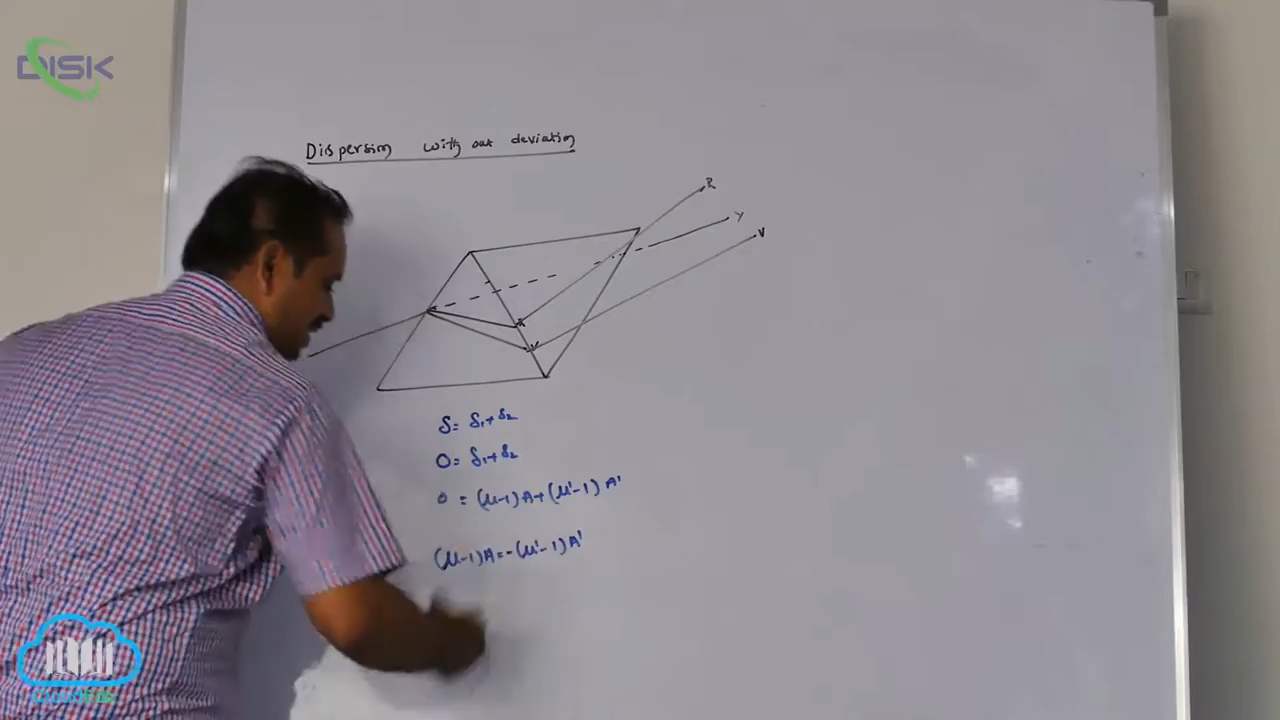 DISK
Dispersion with out deviation
R
Y
V
R
V
δ = δ₁+δ₂
0 = δ₁+δ₂
0 = (μ-1)A+(μ'-1)A'
(μ-1)A=-(μ'-1)A'